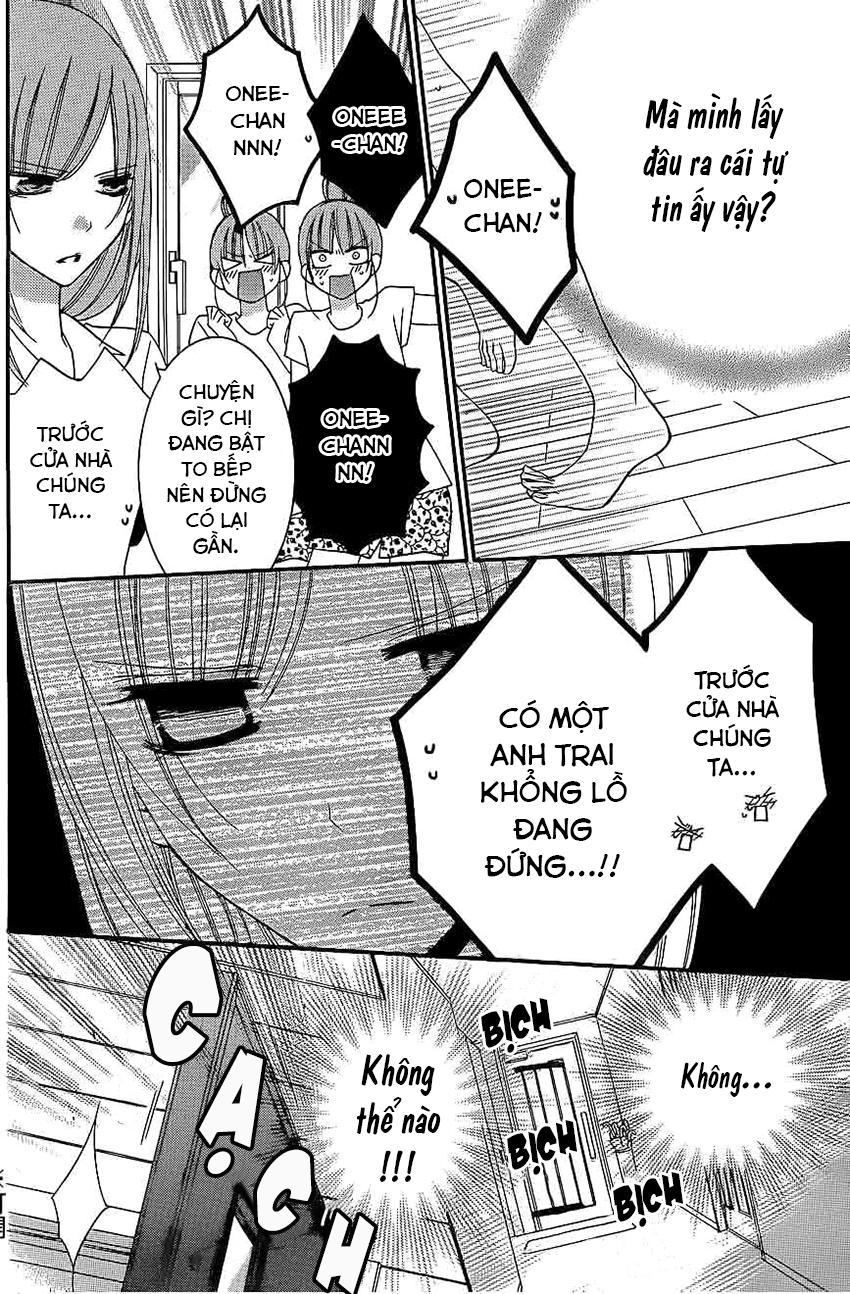 Mà mình lấy
đâu ra cái tự
tin ấy vậy?
ONEE-
CHAN!
ONEEE
-CHAN!
ONEE-
CHAN
NNN!
ONEE-
CHANN
NN!
CHUYỆN
GÌ? CHỊ
ĐANG BẬT
TO BẾP
NÊN ĐỪNG
CÓ LẠI
GẦN.
TRƯỚC
CỬA NHÀ
CHÚNG
TA...
TRƯỚC
CỬA NHÀ
CHÚNG
TA...
CÓ MỘT
ANH TRAI
KHỔNG LỒ
ĐANG
ĐỨNG...!!
Không...
BỊCH
BỊCH
BỊCH
Không
thể nào
!!!
CẠCH